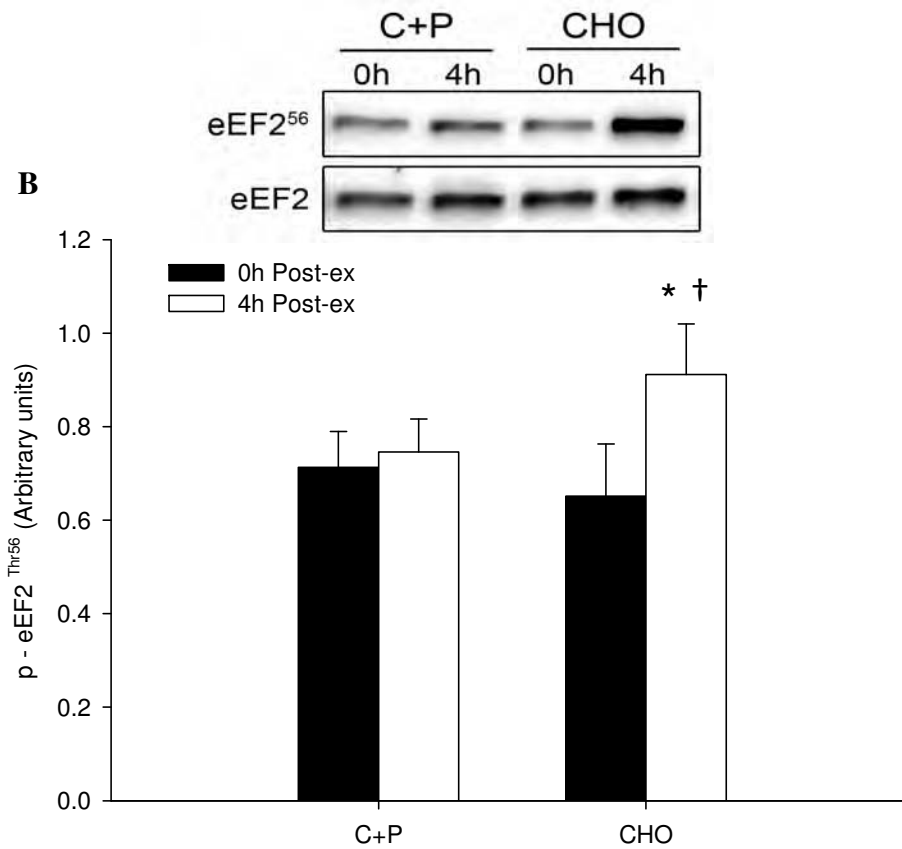 C+P CHO
0h 4h 0h 4h
eEF2⁵⁶
B
eEF2
1.2
0h Post-ex
4h Post-ex
* †
1.0
0.8
0.6
0.4
0.2
0.0
p - eEF2 ᵀʰʳ⁵⁶ (Arbitrary units)
C+P CHO